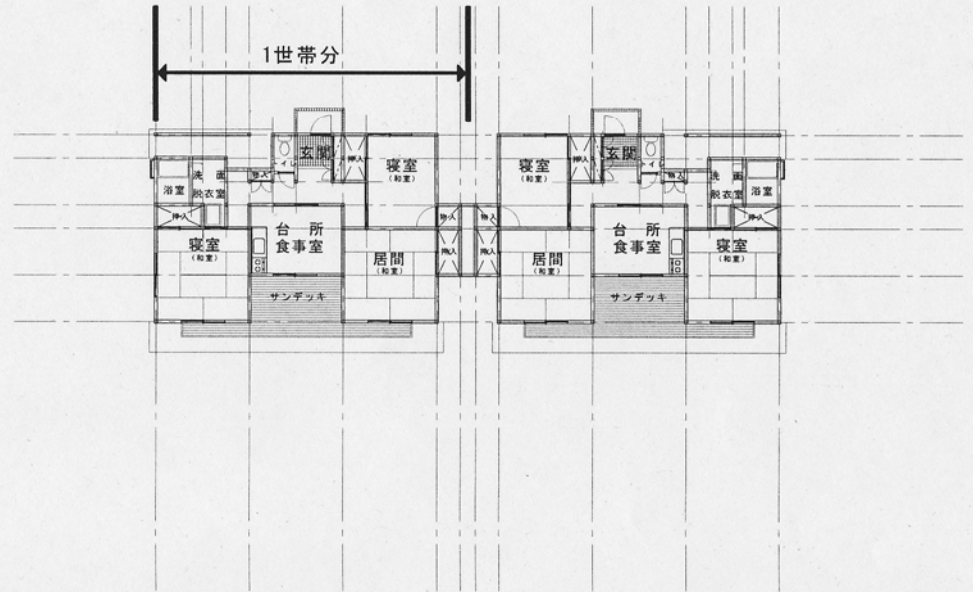 1世帯分
玄関
トイレ
押入
寝室
(和室)
物入
洗面
脱衣室
浴室
押入
物入
押入
寝室
(和室)
台所
食事室
居間
(和室)
サンデッキ
寝室
(和室)
押入
玄関
トイレ
物入
洗面
脱衣室
浴室
押入
物入
押入
居間
(和室)
台所
食事室
寝室
(和室)
サンデッキ